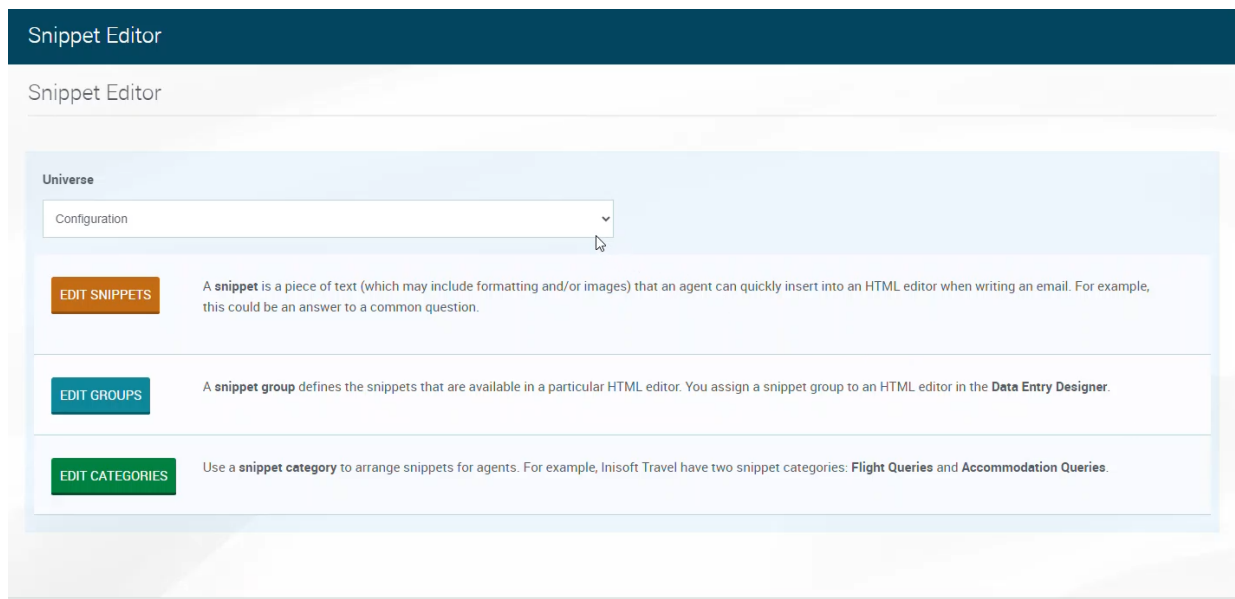 Snippet Editor
Snippet Editor
Universe
Configuration
EDIT SNIPPETS
A snippet is a piece of text (which may include formatting and/or images) that an agent can quickly insert into an HTML editor when writing an email. For example,
this could be an answer to a common question.
EDIT GROUPS
A snippet group defines the snippets that are available in a particular HTML editor. You assign a snippet group to an HTML editor in the Data Entry Designer.
EDIT CATEGORIES
Use a snippet category to arrange snippets for agents. For example, Inisoft Travel have two snippet categories: Flight Queries and Accommodation Queries.